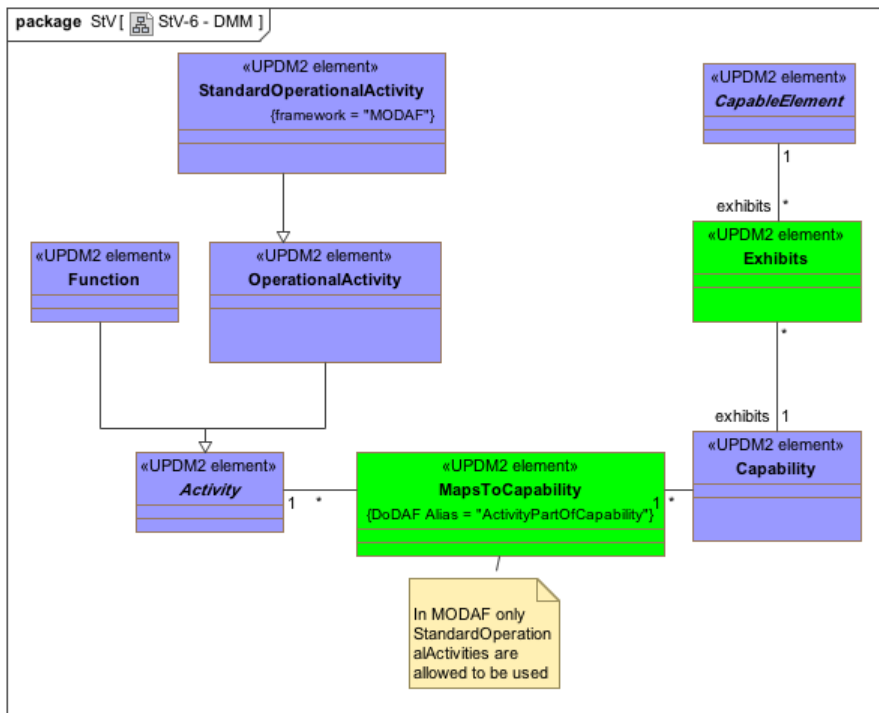 package StV [ StV-6 - DMM ]
«UPDM2 element»
StandardOperationalActivity
{framework = "MODAF"}
«UPDM2 element»
CapableElement
1
exhibits *
«UPDM2 element»
Function
«UPDM2 element»
OperationalActivity
«UPDM2 element»
Exhibits
*
exhibits 1
«UPDM2 element»
Activity
1 *
«UPDM2 element»
MapsToCapability
{DoDAF Alias = "ActivityPartOfCapability"}
1 *
«UPDM2 element»
Capability
In MODAF only
StandardOperation
alActivities are
allowed to be used